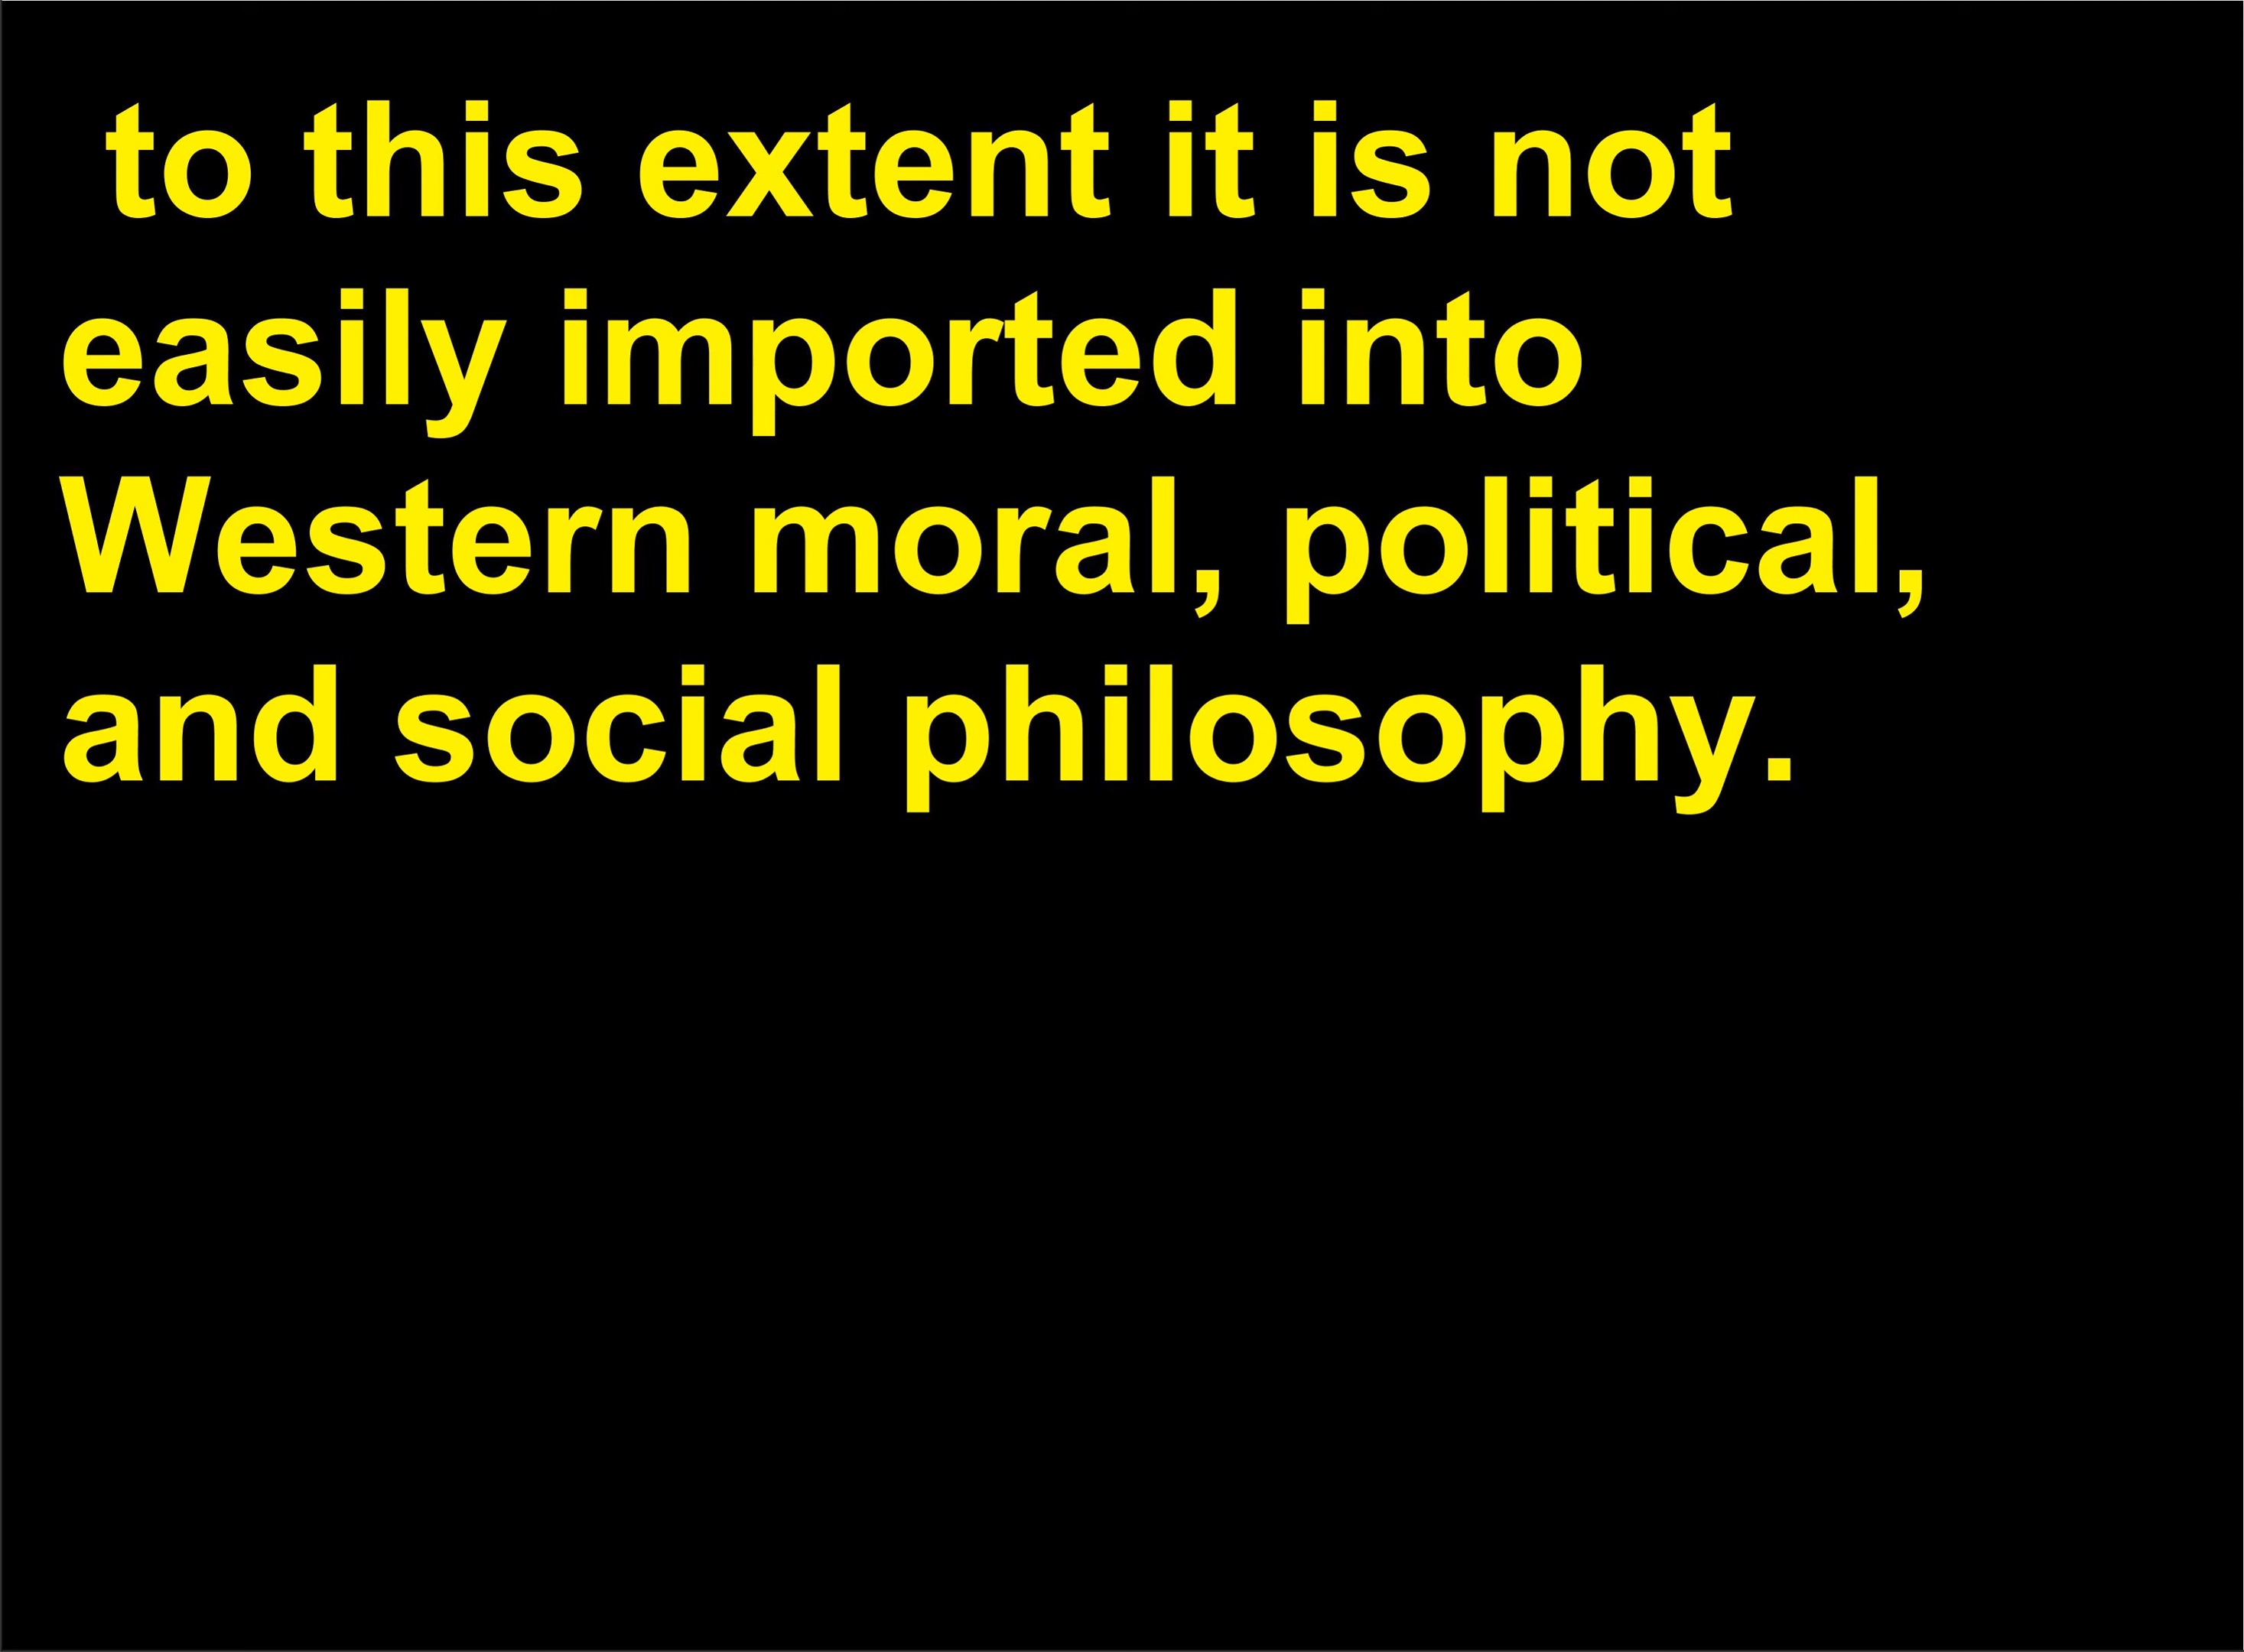 to this extent it is not
easily imported into
Western moral, political,
and social philosophy.